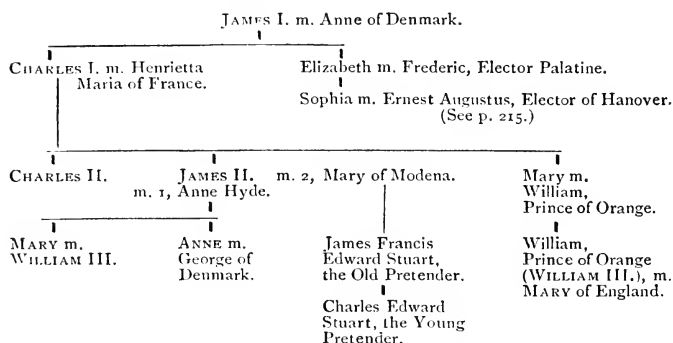 JAMES I. m. Anne of Denmark.
CHARLES I. m. Henrietta
Maria of France.
Elizabeth m. Frederic, Elector Palatine.
Sophia m. Ernest Augustus, Elector of Hanover.
(See p. 215.)
CHARLES II.
JAMES II. m. 2, Mary of Modena.
m. 1, Anne Hyde.
Mary m.
William,
Prince of Orange.
MARY m.
WILLIAM III.
ANNE m.
George of
Denmark.
James Francis
Edward Stuart,
the Old Pretender.
William,
Prince of Orange
(WILLIAM III.), m.
MARY of England.
Charles Edward
Stuart, the Young
Pretender.